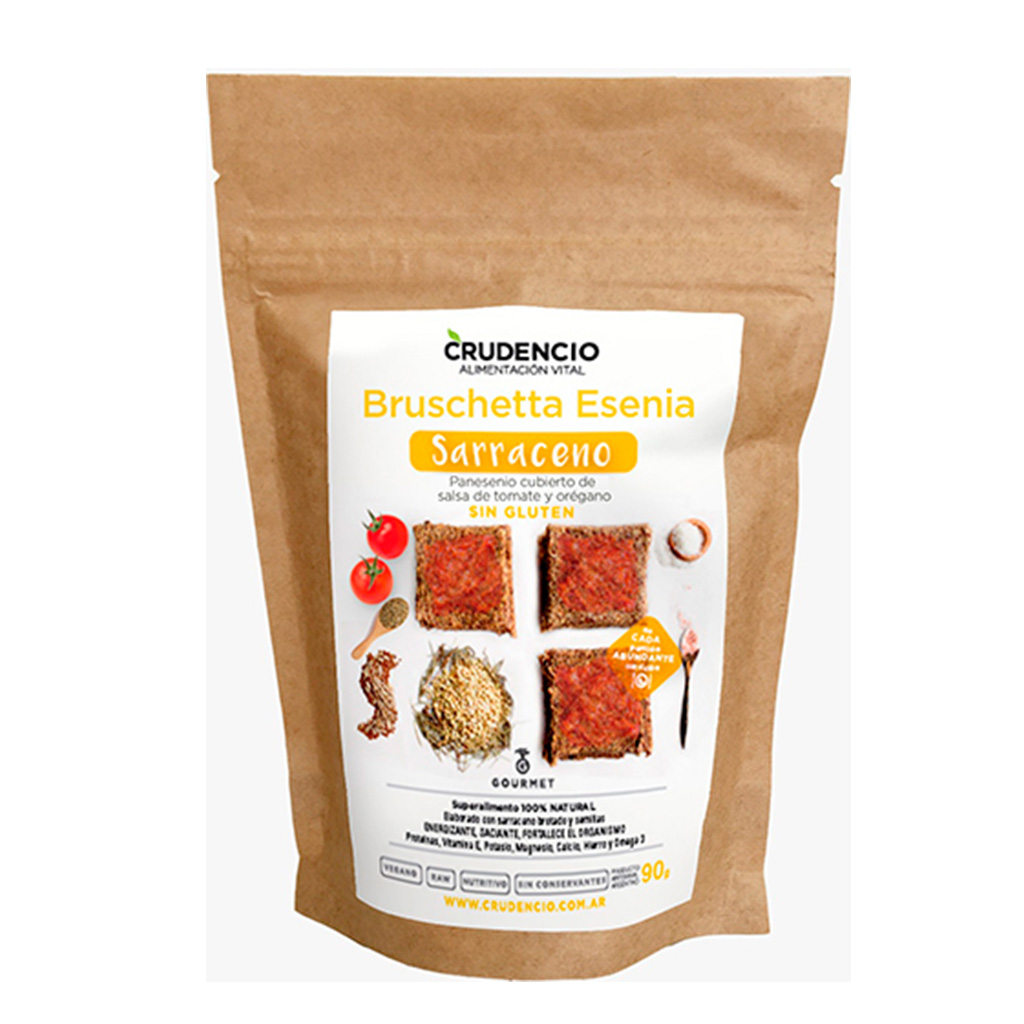 CRUDENCIO
ALIMENTACIÓN VITAL
Bruschetta Esenia
Sarraceno
Panesenio cubierto de
salsa de tomate y orégano
SIN GLUTEN
CADA
ABUNDANTE
GOURMET
Superalimento 100% NATURAL
Elaborado con sarraceno brotado y semillas
ENERGIZANTE, SACIANTE, FORTALECE EL ORGANISMO
Proteínas, Vitamina E, Potasio, Magnesio, Calcio, Hierro y Omega 3
VEGANO RAW NUTRITIVO SIN CONSERVANTES 90g
WWW.CRUDENCIO.COM.AR